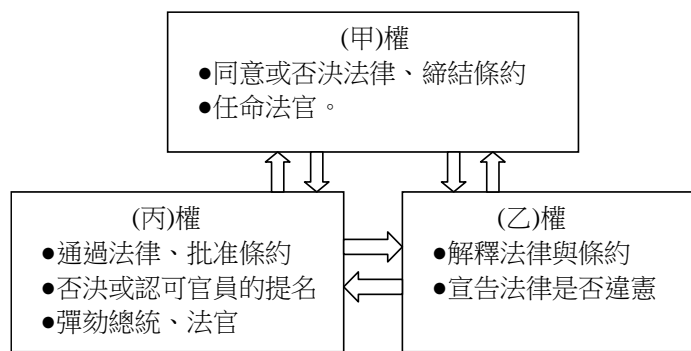 (甲)權
●同意或否決法律、締結條約
●任命法官。
(丙)權
●通過法律、批准條約
●否決或認可官員的提名
●彈劾總統、法官
(乙)權
●解釋法律與條約
●宣告法律是否違憲